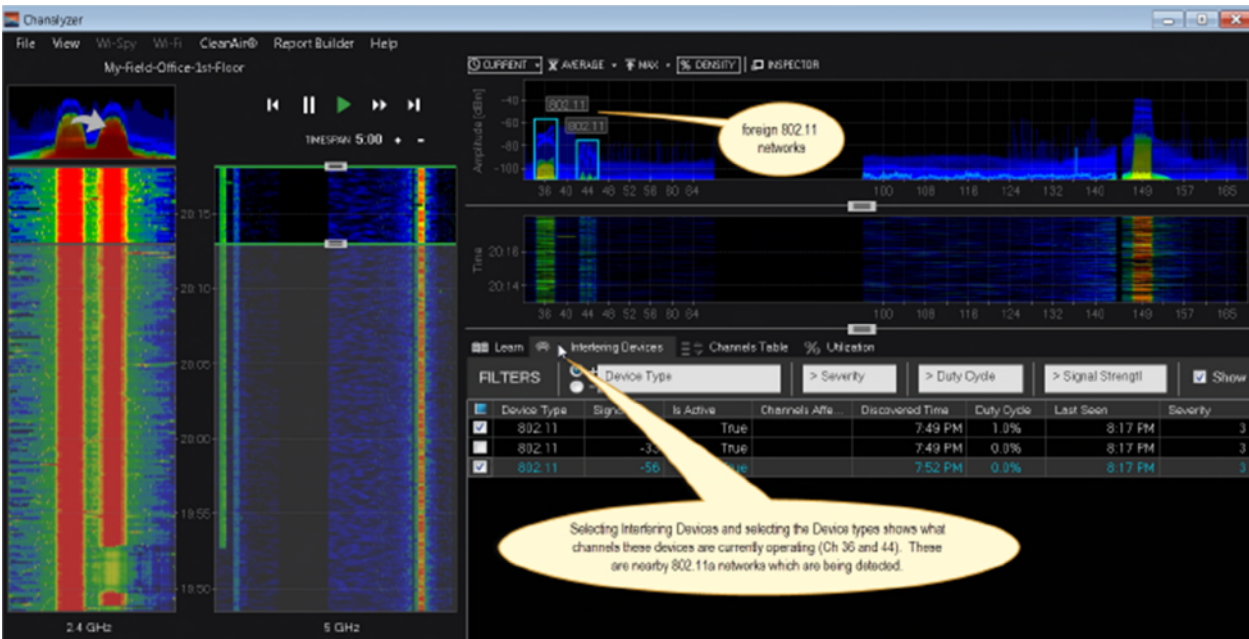 Chanalyzer
File View Wi-Spy Wi-Fi CleanAir® Report Builder Help
My-Field-Office-1st-Floor
TIMESPAN 5:00 + -
20:15
20:10
20:05
20:00
19:55
19:50
2.4 GHz 5 GHz
CURRENT AVERAGE MAX % DENSITY INSPECTOR
Amplitude [dBm]
-40
-60
-80
-100
802.11
802.11
foreign 802.11
networks
36 40 44 48 52 56 60 64 100 108 116 124 132 140 149 157 165
Time
20:16
20:14
36 40 44 48 52 56 60 64 100 108 116 124 132 140 149 157 165
Learn Interfering Devices Channels Table % Utilization
FILTERS + Device Type > Severity > Duty Cycle > Signal Strengtl Show
Device Type Is Active Channels Affe... Discovered Time Duty Cycle Last Seen Severity
802.11 True 7:49 PM 1.0% 8:17 PM 3
802.11 True 7:49 PM 0.0% 8:17 PM 3
802.11 -56 7:52 PM 0.0% 8:17 PM 3
Selecting Interfering Devices and selecting the Device types shows what
channels these devices are currently operating (Ch 36 and 44). These
are nearby 802.11a networks which are being detected.